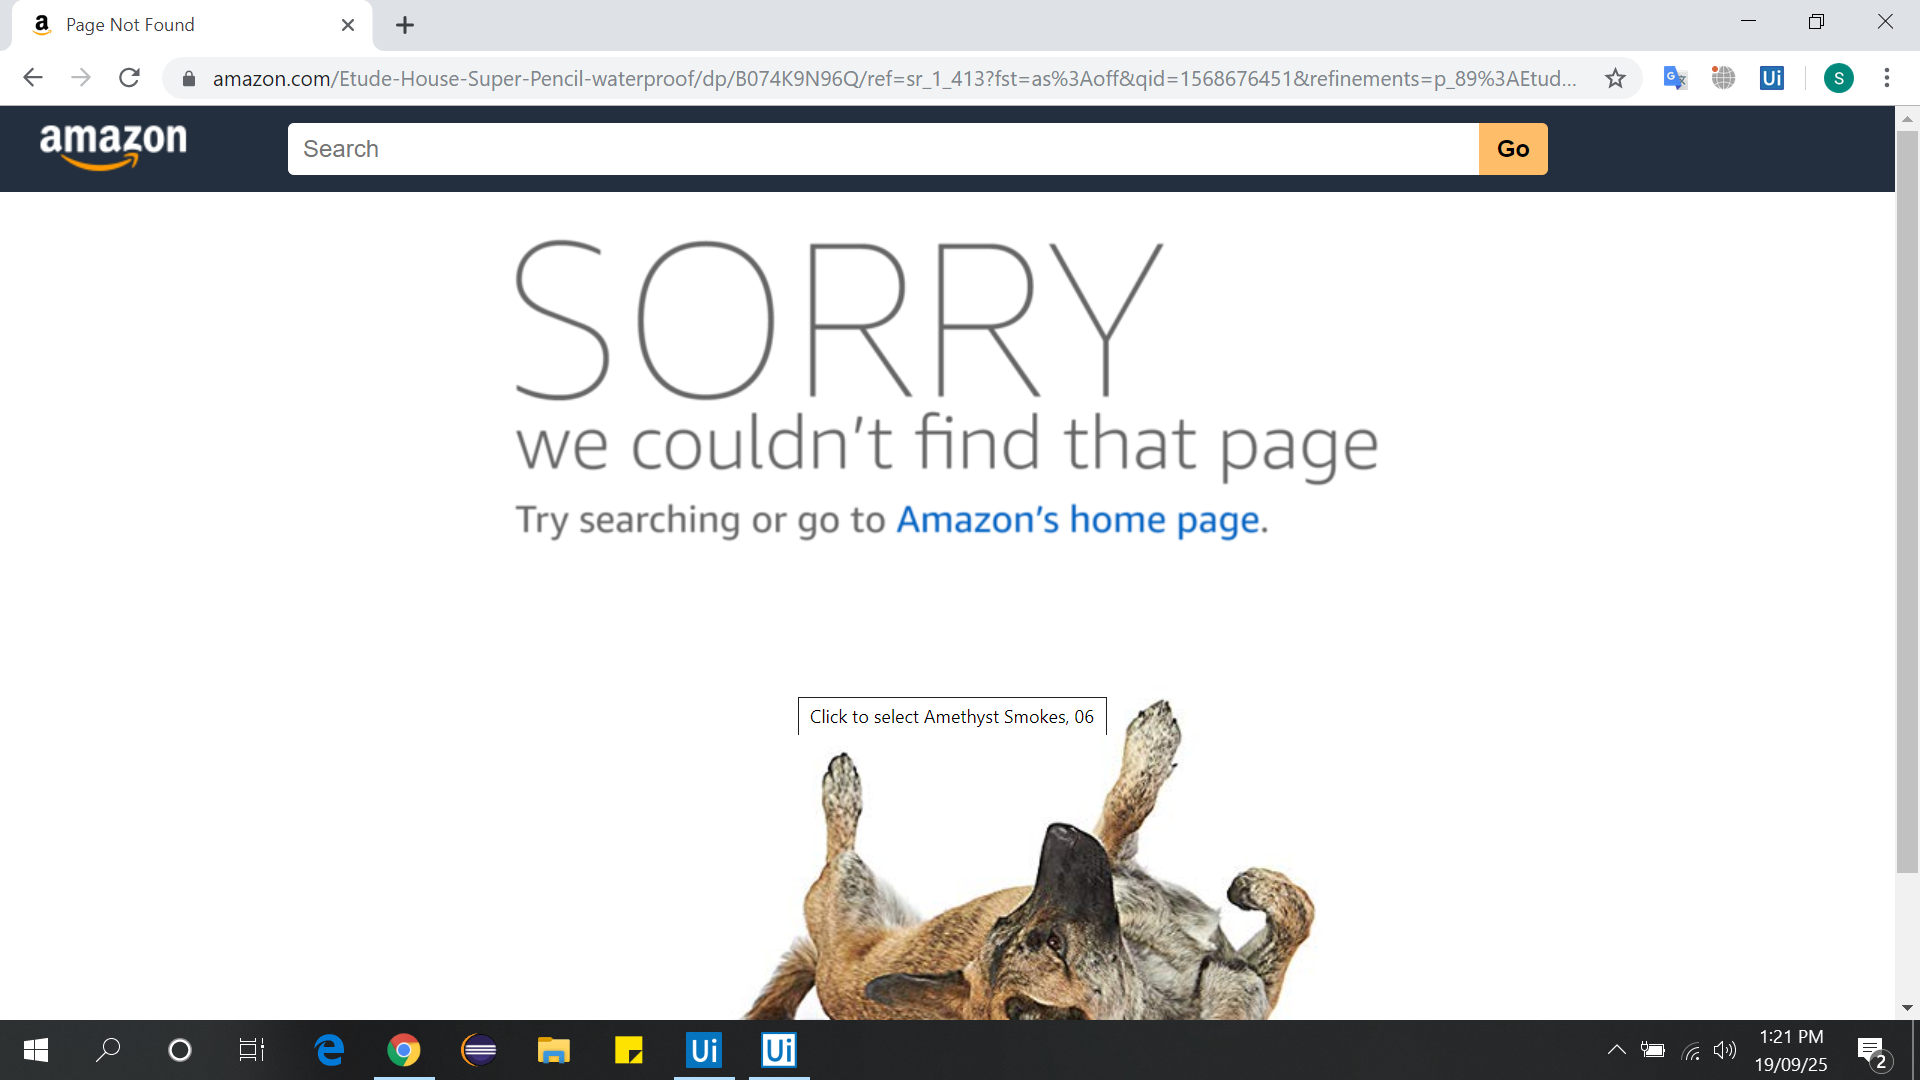 Page Not Found
amazon.com/Etude-House-Super-Pencil-waterproof/dp/B074K9N96Q/ref=sr_1_413?fst=as%3Aoff&qid=1568676451&refinements=p_89%3AEtud...
S
amazon
Search
Go
SORRY
we couldn't find that page
Try searching or go to Amazon's home page.
Click to select Amethyst Smokes, 06
Ui
Ui
1:21 PM
19/09/25
2